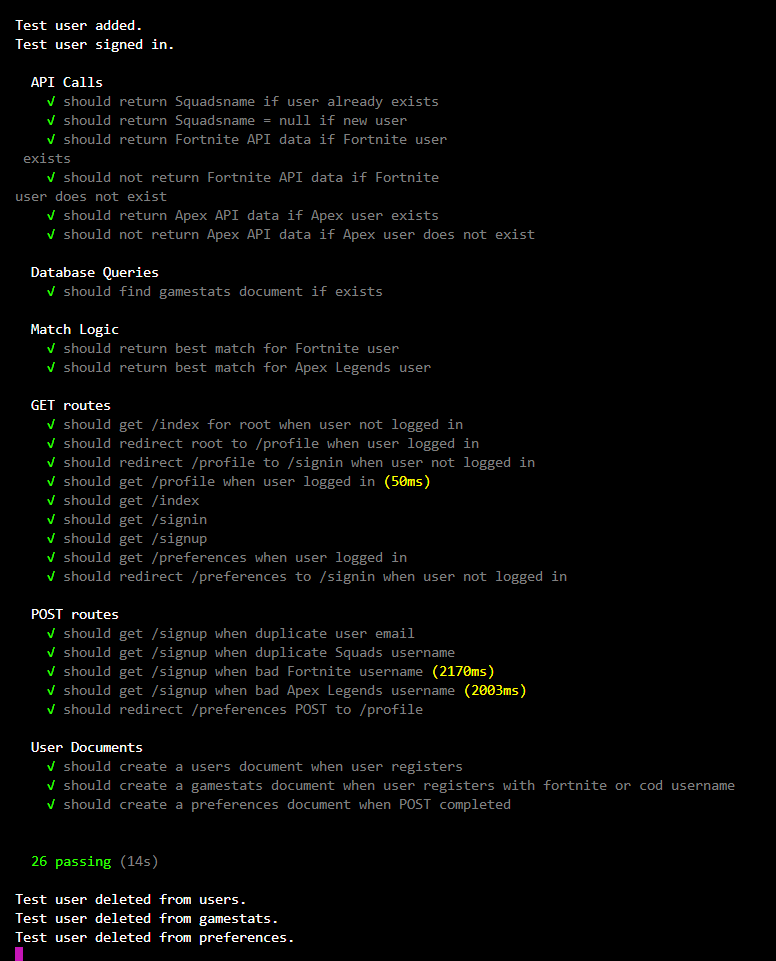 Test user added.
Test user signed in.
API Calls
√ should return Squadsname if user already exists
√ should return Squadsname = null if new user
√ should return Fortnite API data if Fortnite user
exists
√ should not return Fortnite API data if Fortnite
user does not exist
√ should return Apex API data if Apex user exists
√ should not return Apex API data if Apex user does not exist
Database Queries
√ should find gamestats document if exists
Match Logic
√ should return best match for Fortnite user
√ should return best match for Apex Legends user
GET routes
√ should get /index for root when user not logged in
√ should redirect root to /profile when user logged in
√ should redirect /profile to /signin when user not logged in
√ should get /profile when user logged in (50ms)
√ should get /index
√ should get /signin
√ should get /signup
√ should get /preferences when user logged in
√ should redirect /preferences to /signin when user not logged in
POST routes
√ should get /signup when duplicate user email
√ should get /signup when duplicate Squads username
√ should get /signup when bad Fortnite username (2170ms)
√ should get /signup when bad Apex Legends username (2003ms)
√ should redirect /preferences POST to /profile
User Documents
√ should create a users document when user registers
√ should create a gamestats document when user registers with fortnite or cod username
√ should create a preferences document when POST completed
26 passing (14s)
Test user deleted from users.
Test user deleted from gamestats.
Test user deleted from preferences.